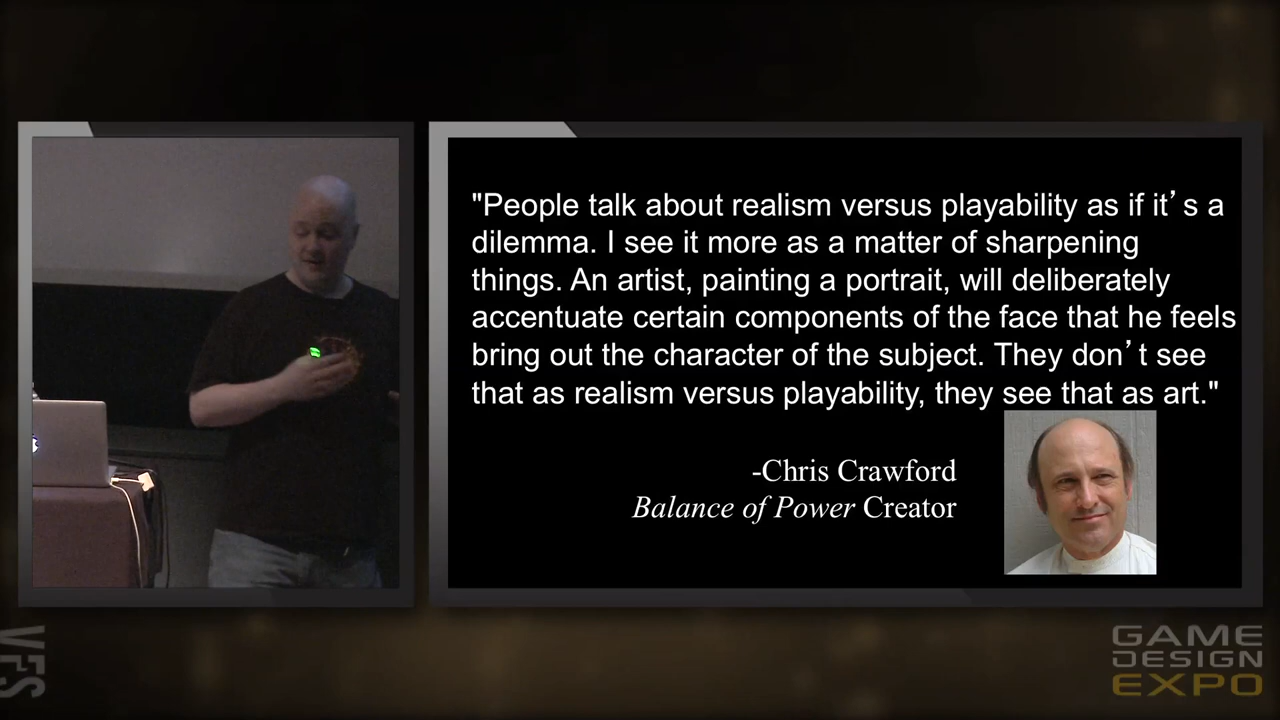 "People talk about realism versus playability as if it’s a
dilemma. I see it more as a matter of sharpening
things. An artist, painting a portrait, will deliberately
accentuate certain components of the face that he feels
bring out the character of the subject. They don’t see
that as realism versus playability, they see that as art."
-Chris Crawford
Balance of Power Creator
VFS
GAME
DESIGN
EXPO